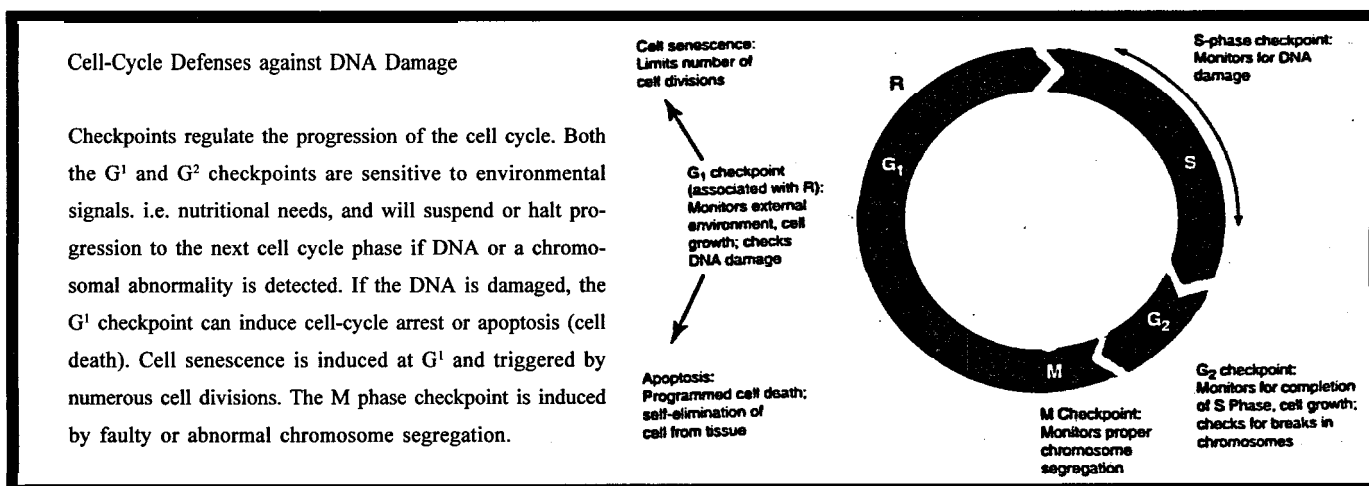 Cell-Cycle Defenses against DNA Damage
Checkpoints regulate the progression of the cell cycle. Both
the G¹ and G² checkpoints are sensitive to environmental
signals. i.e. nutritional needs, and will suspend or halt pro-
gression to the next cell cycle phase if DNA or a chromo-
somal abnormality is detected. If the DNA is damaged, the
G¹ checkpoint can induce cell-cycle arrest or apoptosis (cell
death). Cell senescence is induced at G¹ and triggered by
numerous cell divisions. The M phase checkpoint is induced
by faulty or abnormal chromosome segregation.
Cell senescence:
Limits number of
cell divisions
G₁ checkpoint
(associated with R):
Monitors external
environment, cell
growth; checks
DNA damage
Apoptosis:
Programmed cell death;
self-elimination of
cell from tissue
R
G₁
S
G₂
M
S-phase checkpoint:
Monitors for DNA
damage
M Checkpoint:
Monitors proper
chromosome
segregation
G₂ checkpoint:
Monitors for completion
of S Phase, cell growth;
checks for breaks in
chromosomes